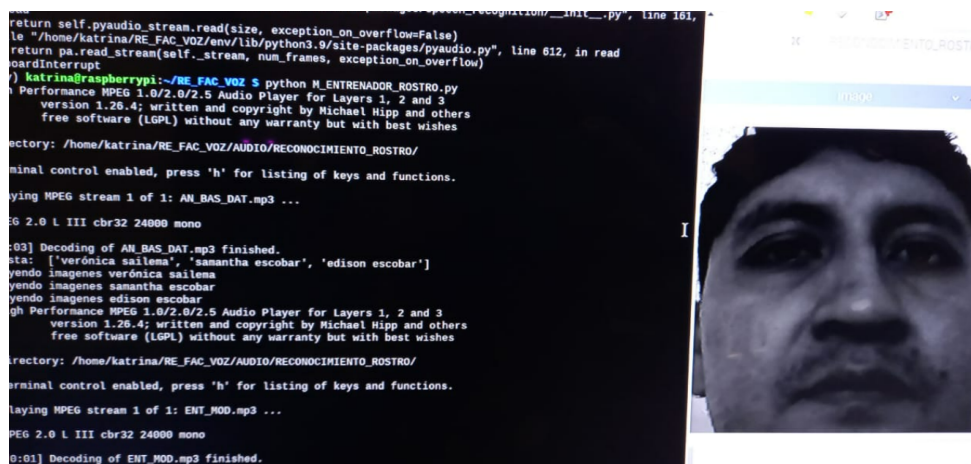 return self.pyaudio_stream.read(size, exception_on_overflow=False)
le "/home/katrina/RE_FAC_VOZ/env/lib/python3.9/site-packages/pyaudio.py", line 612, in read
return pa.read_stream(self._stream, num_frames, exception_on_overflow)
oardInterrupt
) katrina@raspberrypi:~/RE_FAC_VOZ $ python M_ENTRENADOR_ROSTRO.py
h Performance MPEG 1.0/2.0/2.5 Audio Player for Layers 1, 2 and 3
version 1.26.4; written and copyright by Michael Hipp and others
free software (LGPL) without any warranty but with best wishes
ectory: /home/katrina/RE_FAC_VOZ/AUDIO/RECONOCIMIENTO_ROSTRO/
minal control enabled, press 'h' for listing of keys and functions.
ying MPEG stream 1 of 1: AN_BAS_DAT.mp3 ...
EG 2.0 L III cbr32 24000 mono
:03] Decoding of AN_BAS_DAT.mp3 finished.
sta: ['verónica sailema', 'samantha escobar', 'edison escobar']
yendo imagenes verónica sailema
yendo imagenes samantha escobar
yendo imagenes edison escobar
gh Performance MPEG 1.0/2.0/2.5 Audio Player for Layers 1, 2 and 3
version 1.26.4; written and copyright by Michael Hipp and others
free software (LGPL) without any warranty but with best wishes
irectory: /home/katrina/RE_FAC_VOZ/AUDIO/RECONOCIMIENTO_ROSTRO/
erminal control enabled, press 'h' for listing of keys and functions.
laying MPEG stream 1 of 1: ENT_MOD.mp3 ...
PEG 2.0 L III cbr32 24000 mono
0:01] Decoding of ENT_MOD.mp3 finished.
image